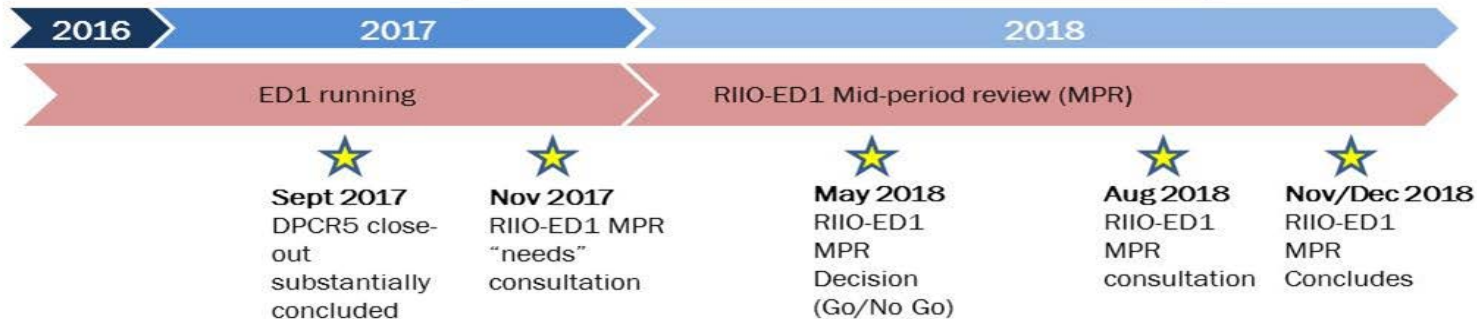 2016
2017
2018
ED1 running
RIIO-ED1 Mid-period review (MPR)
Sept 2017
DPCR5 close-
out
substantially
concluded
Nov 2017
RIIO-ED1 MPR
“needs”
consultation
May 2018
RIIO-ED1
MPR
Decision
(Go/No Go)
Aug 2018
RIIO-ED1
MPR
consultation
Nov/Dec 2018
RIIO-ED1
MPR
Concludes